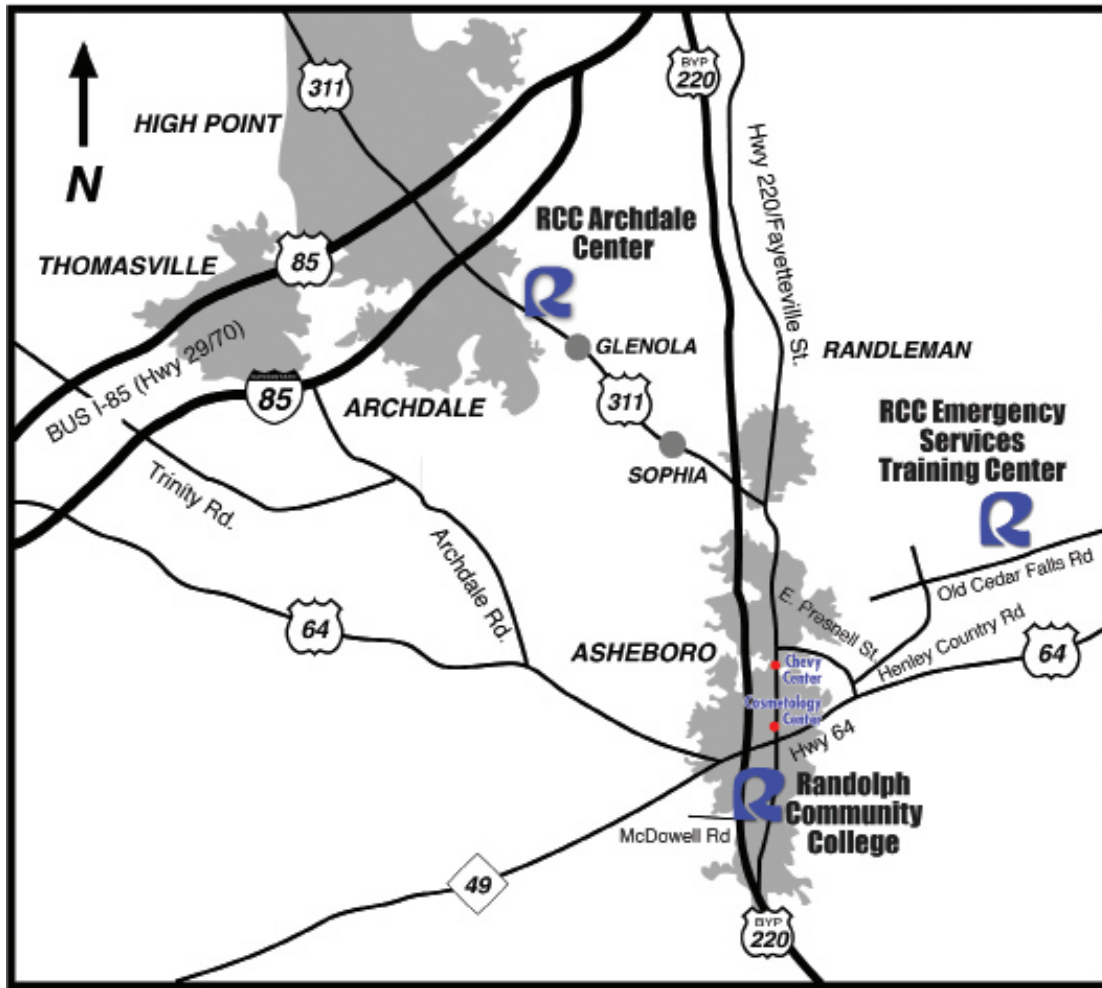 311
BYP
220
HIGH POINT
N
Hwy 220/Fayetteville St.
RCC Archdale
Center
THOMASVILLE
85
R
GLENOLA
RANDLEMAN
BUS I-85 (Hwy 29/70)
85
ARCHDALE
311
RCC Emergency
Services
Training Center
SOPHIA
R
Trinity Rd.
Archdale Rd.
Old Cedar Falls Rd
E. Presnell St.
Henley Country Rd
64
64
ASHEBORO
Chevy
Center
Cosmetology
Center
Hwy 64
R
Randolph
Community
College
McDowell Rd
49
BYP
220